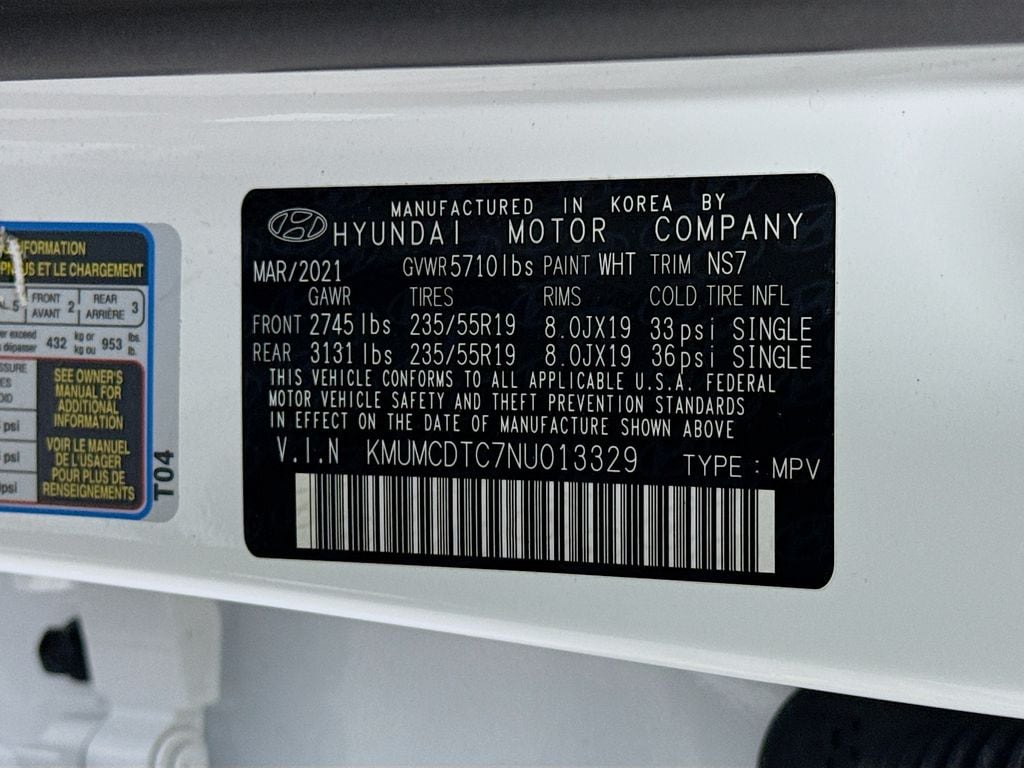 MANUFACTURED IN KOREA BY
HYUNDAI MOTOR COMPANY
MAR/2021 GVWR 5710lbs PAINT WHT TRIM NS7
GAWR TIRES RIMS COLD TIRE INFL
FRONT 2745 lbs 235/55R19 8.0JX19 33psi SINGLE
REAR 3131 lbs 235/55R19 8.0JX19 36psi SINGLE
THIS VEHICLE CONFORMS TO ALL APPLICABLE U.S.A. FEDERAL
MOTOR VEHICLE SAFETY AND THEFT PREVENTION STANDARDS
IN EFFECT ON THE DATE OF MANUFACTURE SHOWN ABOVE
V.I.N KMUMCDTC7NU013329 TYPE : MPV
ET LE CHARGEMENT
5 FRONT 2 REAR 3
AVANT ARRIÈRE
exceed 432 kg or 953 lbs.
kg ou lb.
SEE OWNER'S
MANUAL FOR
ADDITIONAL
INFORMATION
psi
VOIR LE MANUEL
DE L'USAGER
POUR PLUS DE
RENSEIGNEMENTS
psi
psi
T04